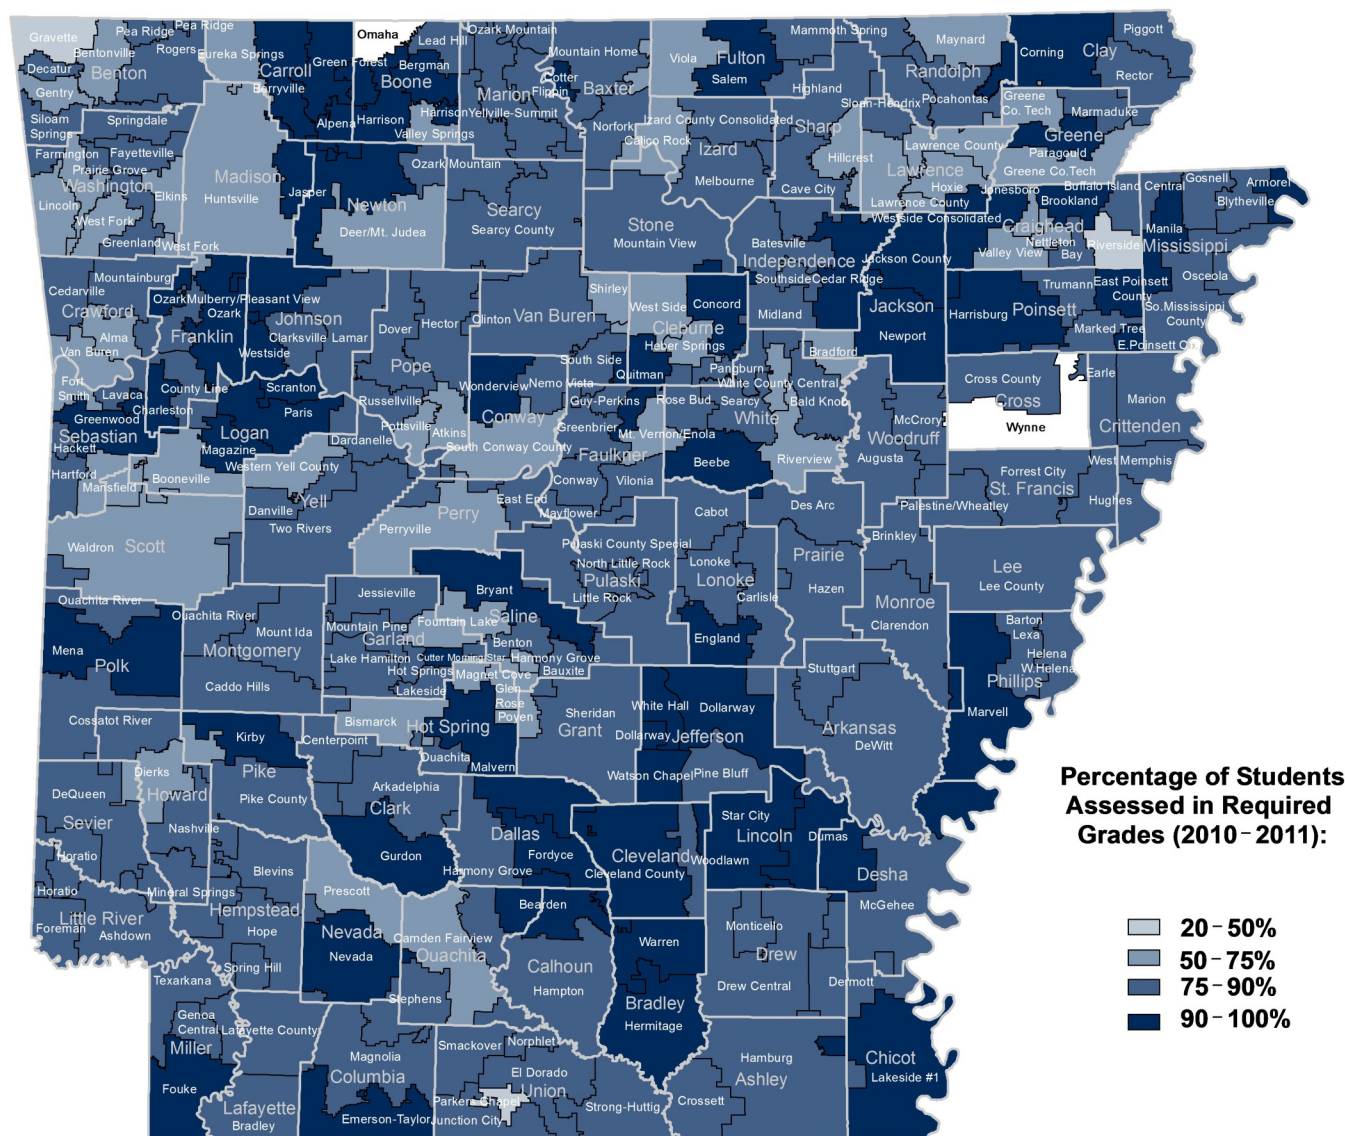 Gravette
Pea Ridge
Pea Ridge
Bentonville
Rogers
Decatur
Benton
Gentry
Siloam
Springs
Springdale
Eureka Springs
Carroll
Berryville
Green Forest
Alpena
Omaha
Lead Hill
Bergman
Boone
Harrison
Harrison
Valley Springs
Ozark Mountain
Marion
Yellville-Summit
Flippin
Cotter
Mountain Home
Baxter
Norfork
Viola
Fulton
Salem
Mammoth Spring
Highland
Izard County Consolidated
Calico Rock
Izard
Melbourne
Sharp
Cave City
Hillcrest
Sloan-Hendrix
Maynard
Randolph
Pocahontas
Corning
Clay
Piggott
Rector
Greene
Co. Tech
Marmaduke
Greene
Paragould
Greene Co.Tech
Lawrence County
Lawrence
Hoxie
Lawrence County
Farmington
Fayetteville
Prairie Grove
Washington
Elkins
Lincoln
West Fork
Greenland
West Fork
Madison
Huntsville
Jasper
Newton
Deer/Mt. Judea
Ozark Mountain
Searcy
Searcy County
Stone
Mountain View
Batesville
Independence
Southside
Cedar Ridge
Midland
Jonesboro
Brookland
Buffalo Island Central
Westside Consolidated
Craighead
Nettleton
Valley View
Bay
Riverside
Gosnell
Armorel
Blytheville
Manila
Mississippi
Osceola
So.Mississippi
County
Jackson County
Jackson
Newport
Trumann
East Poinsett
County
Harrisburg
Poinsett
Marked Tree
E.Poinsett Co.
Mountainburg
Cedarville
Crawford
Alma
Van Buren
Ozark
Mulberry/Pleasant View
Ozark
Franklin
Johnson
Clarksville
Lamar
Westside
Hector
Dover
Pope
Russellville
Pottsville
Atkins
Dardanelle
Clinton
Van Buren
Shirley
West Side
Concord
Cleburne
Heber Springs
South Side
Quitman
Pangburn
Wonderview
Nemo Vista
Conway
South Conway County
Guy-Perkins
Rose Bud
Greenbrier
Mt. Vernon/Enola
Faulkner
Conway
Vilonia
Mayflower
White County Central
Searcy
Bald Knob
White
Bradford
Beebe
Riverview
Cross County
Cross
Wynne
Earle
Marion
Crittenden
West Memphis
Hughes
McCrory
Woodruff
Augusta
Forrest City
St. Francis
Palestine/Wheatley
Fort
Smith
Lavaca
Greenwood
Sebastian
Hackett
Hartford
Mansfield
Charleston
County Line
Scranton
Paris
Logan
Magazine
Booneville
Western Yell County
Danville
Yell
Two Rivers
Waldron
Scott
Perry
Perryville
East End
Pulaski County Special
North Little Rock
Pulaski
Little Rock
Cabot
Lonoke
Lonoke
Carlisle
England
Des Arc
Prairie
Hazen
Brinkley
Monroe
Clarendon
Lee
Lee County
Barton
Lexa
Helena
W.Helena
Phillips
Marvell
Ouachita River
Mena
Polk
Cossatot River
Ouachita River
Mount Ida
Montgomery
Caddo Hills
Jessieville
Mountain Pine
Garland
Fountain Lake
Lake Hamilton
Cutter Morning Star
Hot Springs
Lakeside
Bryant
Saline
Benton
Harmony Grove
Bauxite
Magnet Cove
Glen
Rose
Poyen
Bismarck
Hot Spring
Ouachita
Malvern
Sheridan
Grant
White Hall
Dollarway
Dollarway
Jefferson
Watson Chapel
Pine Bluff
Stuttgart
Arkansas
DeWitt
Kirby
Centerpoint
Pike
Pike County
Dierks
Howard
Nashville
Mineral Springs
DeQueen
Sevier
Horatio
Horatio
Little River
Foreman
Ashdown
Arkadelphia
Clark
Gurdon
Dallas
Fordyce
Harmony Grove
Cleveland
Cleveland County
Woodlawn
Star City
Lincoln
Dumas
Desha
McGehee
Blevins
Hempstead
Hope
Spring Hill
Prescott
Nevada
Nevada
Camden Fairview
Ouachita
Stephens
Bearden
Calhoun
Hampton
Warren
Bradley
Hermitage
Monticello
Drew
Drew Central
Dermott
Texarkana
Genoa
Central
Miller
Fouke
Lafayette County
Lafayette
Bradley
Magnolia
Columbia
Emerson-Taylor
Smackover
Norphlet
El Dorado
Union
Parkers Chapel
Junction City
Strong-Huttig
Hamburg
Ashley
Crossett
Chicot
Lakeside #1
Percentage of Students
Assessed in Required
Grades (2010–2011):
20–50%
50–75%
75–90%
90–100%